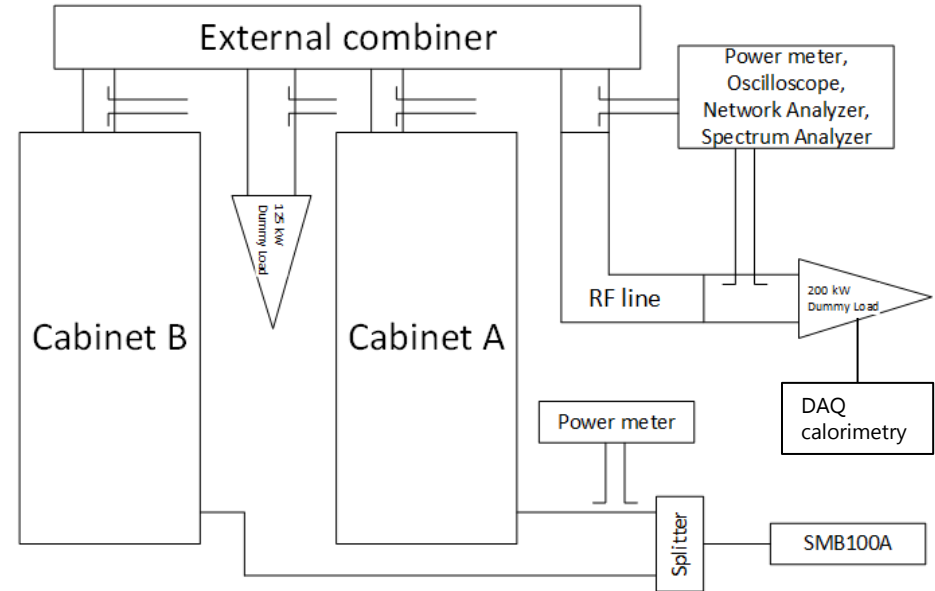 External combiner
Power meter,
Oscilloscope,
Network Analyzer,
Spectrum Analyzer
125 kW
Dummy Load
Cabinet B
Cabinet A
RF line
200 kW
Dummy Load
DAQ
calorimetry
Power meter
Splitter
SMB100A